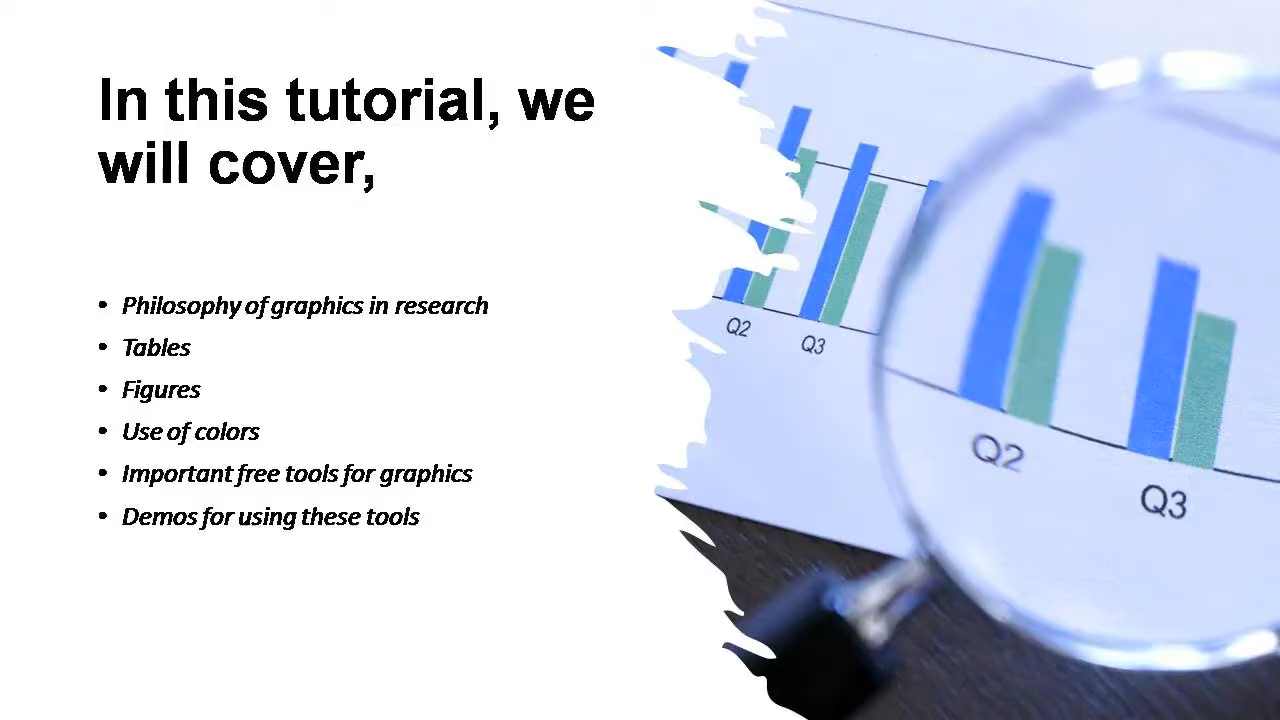 In this tutorial, we
will cover,
• Philosophy of graphics in research
• Tables
• Figures
• Use of colors
• Important free tools for graphics
• Demos for using these tools
Q2
Q3
Q2
Q3